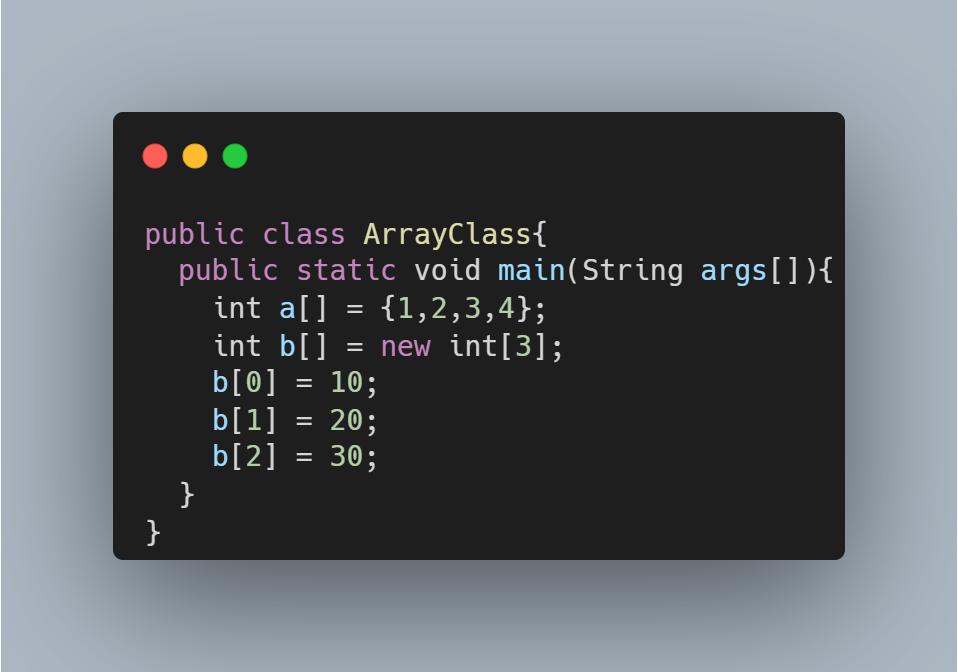 public class ArrayClass{
  public static void main(String args[]){
    int a[] = {1,2,3,4};
    int b[] = new int[3];
    b[0] = 10;
    b[1] = 20;
    b[2] = 30;
  }
}